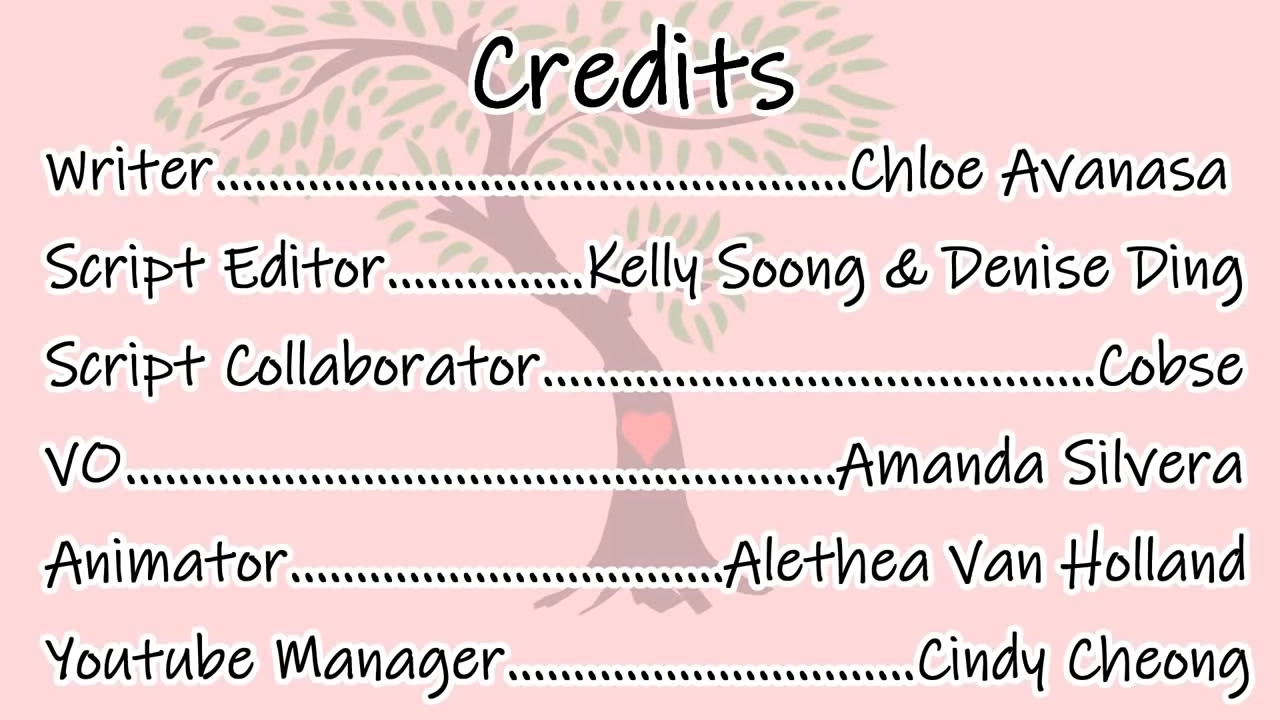 Credits
Writer................................................Chloe Avanasa
Script Editor...............Kelly Soong & Denise Ding
Script Collaborator..........................................Cobse
VO......................................................Amanda Silvera
Animator.................................Alethea Van Holland
Youtube Manager...............................Cindy Cheong